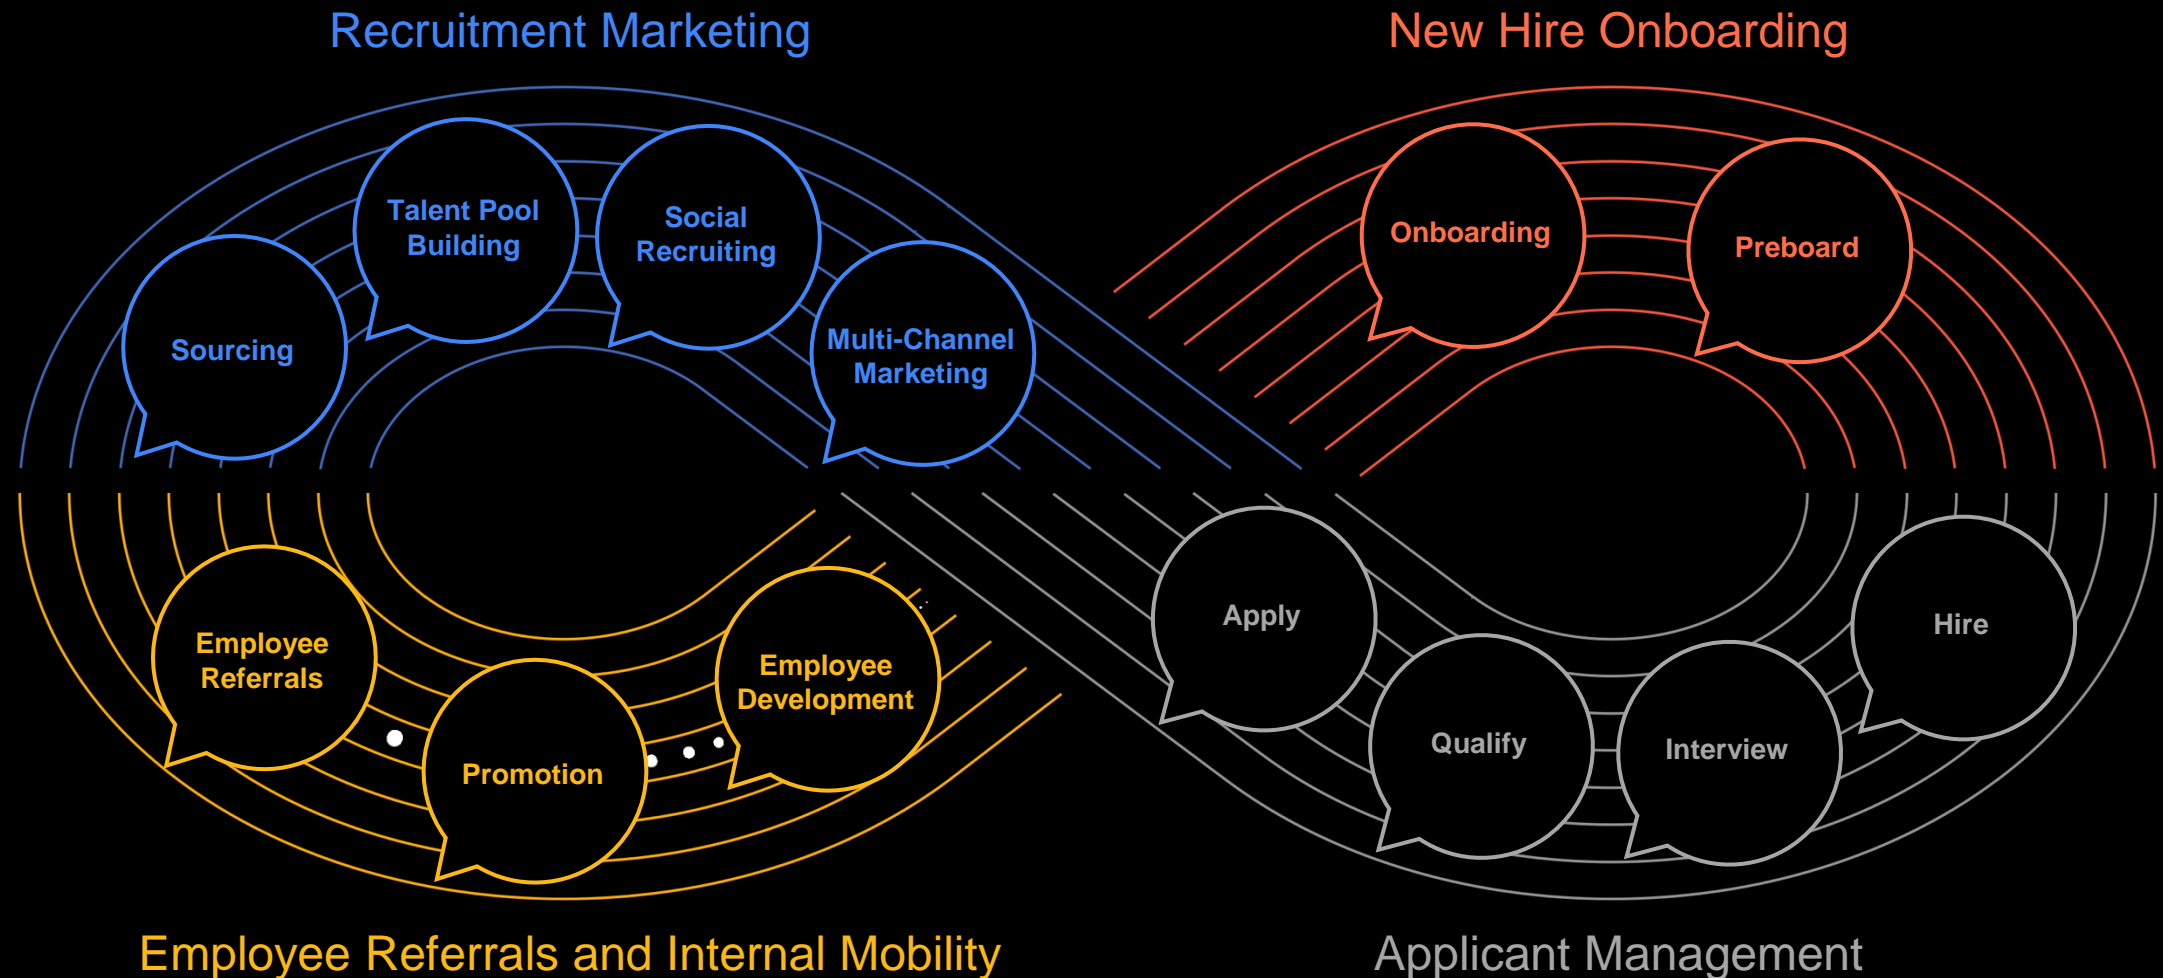 Recruitment Marketing
New Hire Onboarding
Talent Pool
Building
Social
Recruiting
Sourcing
Multi-Channel
Marketing
Onboarding
Preboard
Employee
Referrals
Promotion
Employee
Development
Apply
Qualify
Interview
Hire
Employee Referrals and Internal Mobility
Applicant Management